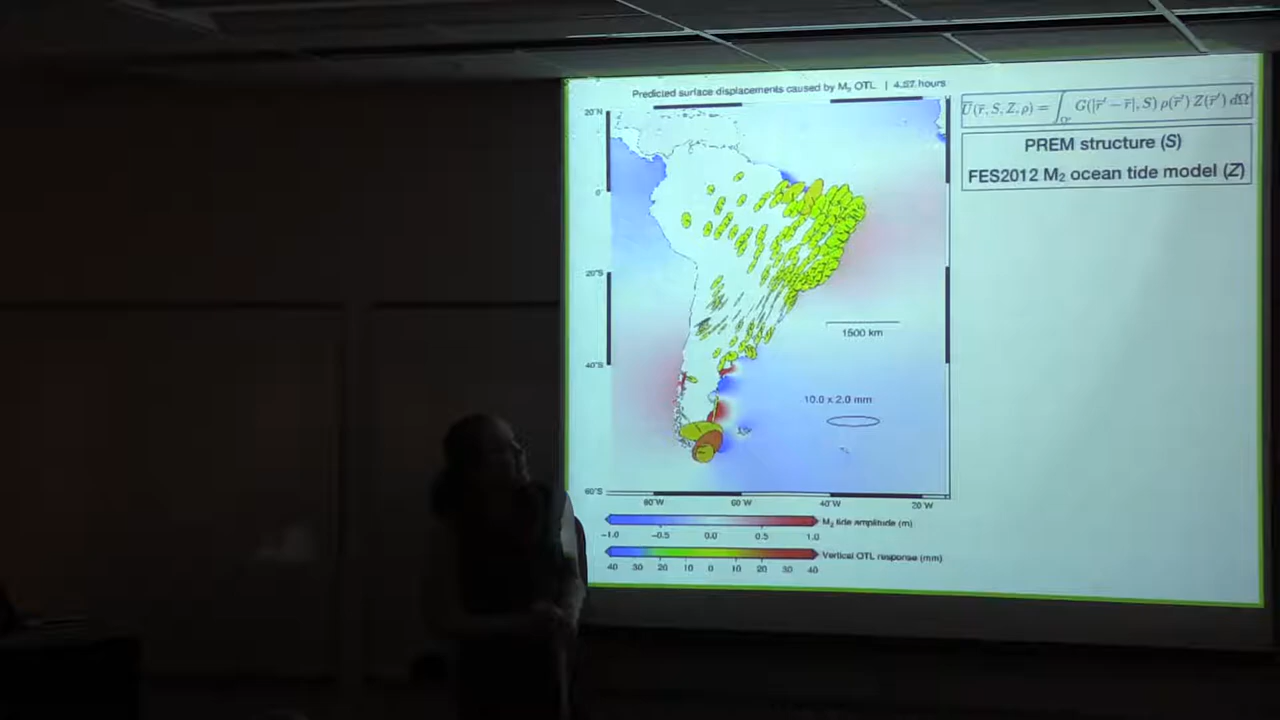 Predicted surface displacements caused by M₂ OTL | 4.57 hours
20°N
0°
20°S
40°S
60°S
80°W
60°W
40°W
20°W
1500 km
10.0 x 2.0 mm
-1.0 -0.5 0.0 0.5 1.0
M₂ tide amplitude (m)
40 30 20 10 0 10 20 30 40
Vertical OTL response (mm)
U(r̄, S, Z, ρ) = ∫ G(|r̄′ − r̄|, S) ρ(r̄′) Z(r̄′) dΩ′
PREM structure (S)
FES2012 M₂ ocean tide model (Z)